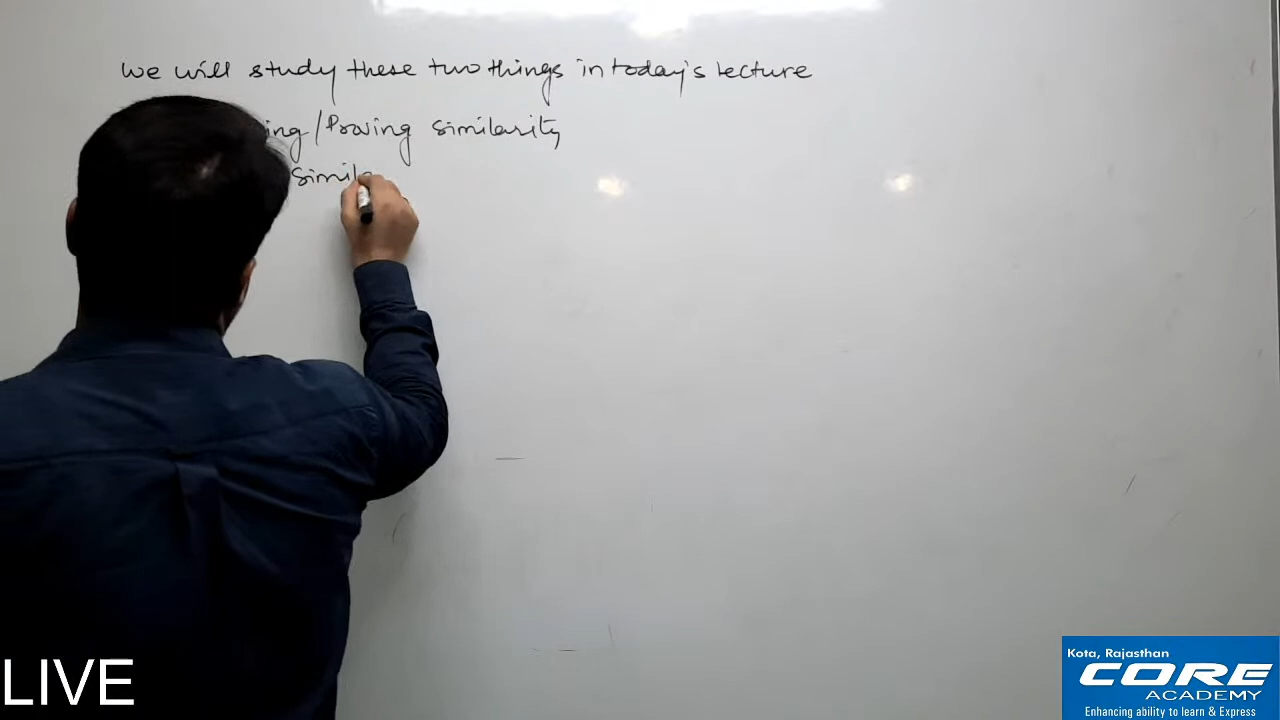 we will study these two things in today's lecture
ing/Proving similarity
Simil
LIVE
Kota, Rajasthan
CORE
ACADEMY
Enhancing ability to learn & Express